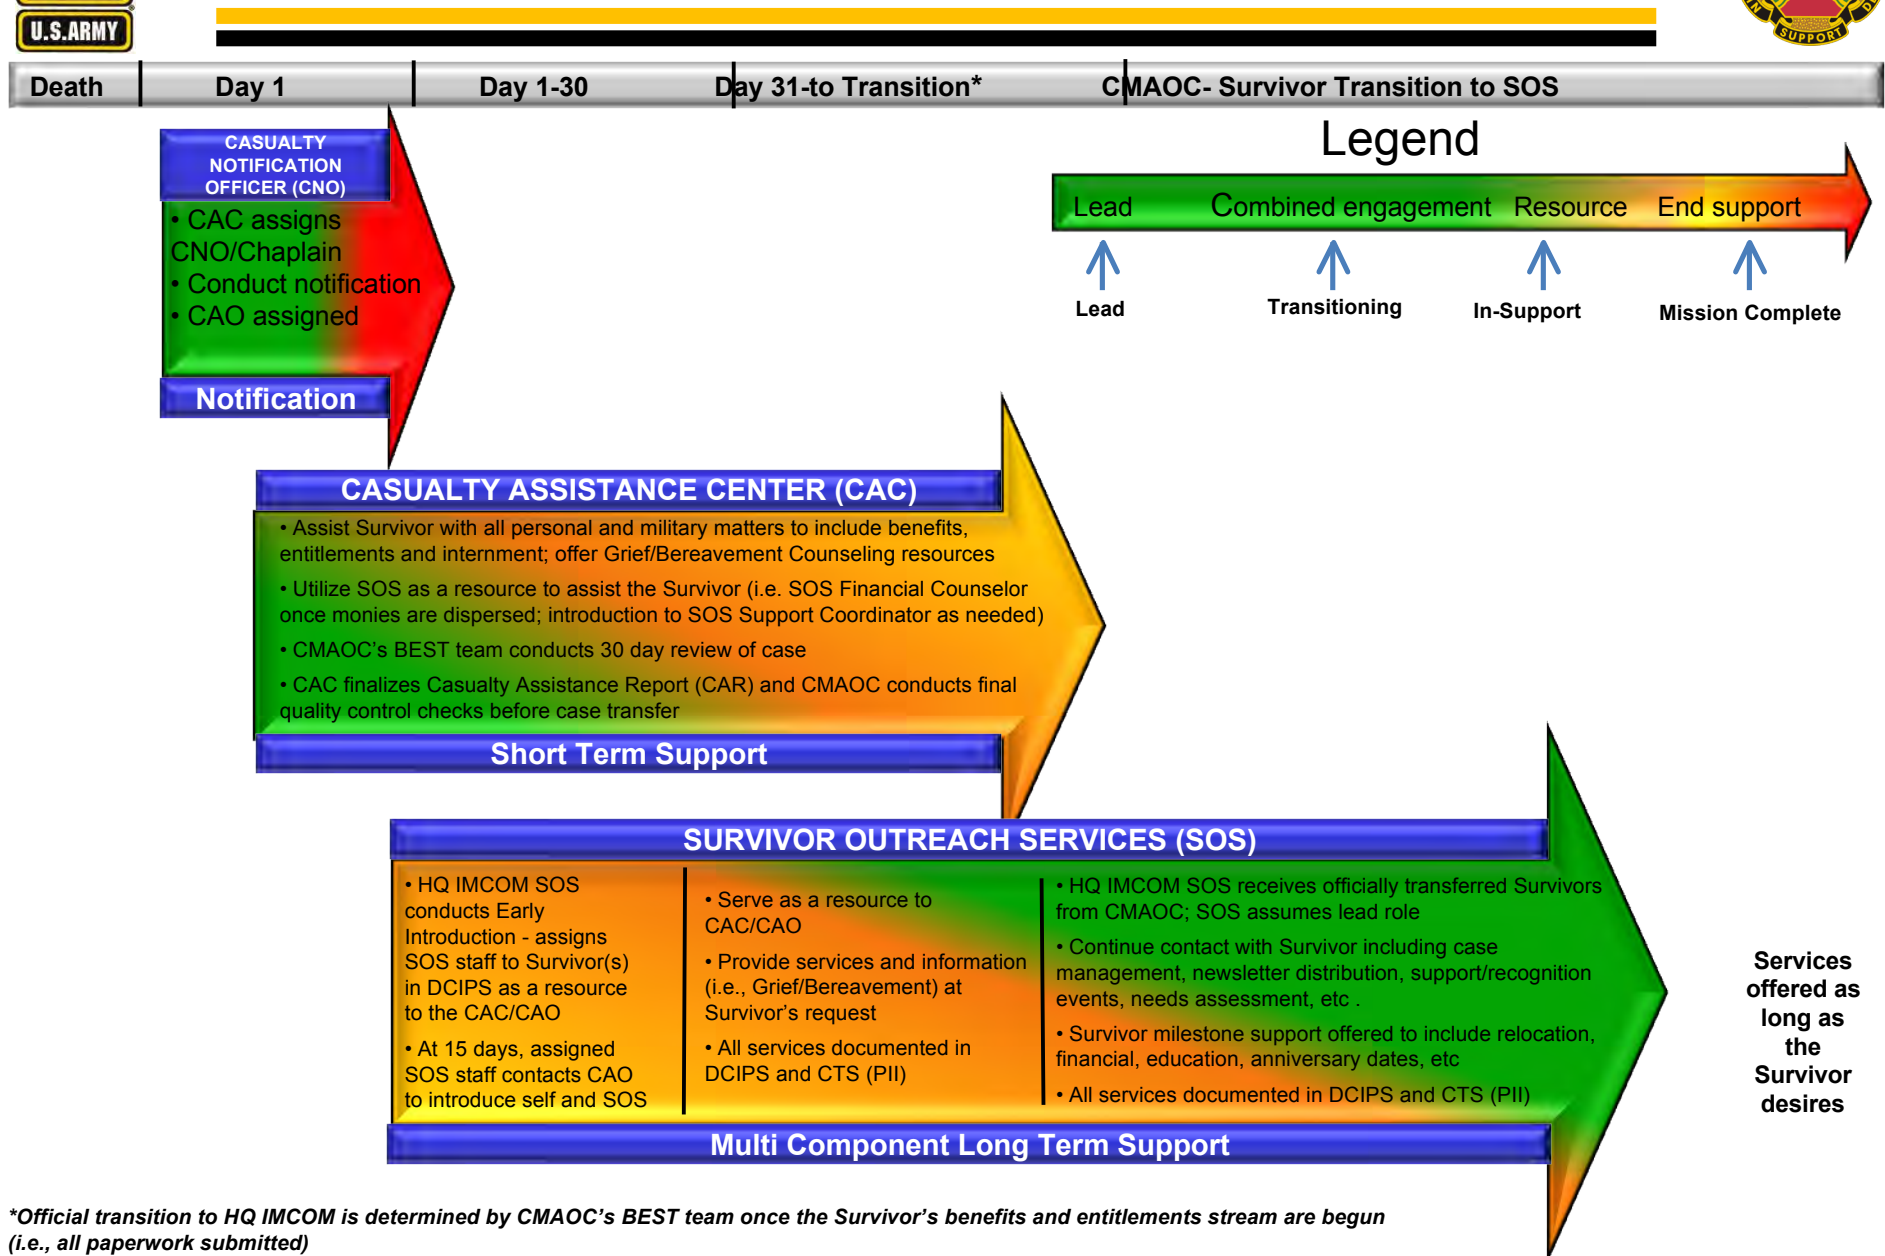 U.S.ARMY
SUPPORT
Death
Day 1
Day 1-30
Day 31-to Transition*
CMAOC- Survivor Transition to SOS
CASUALTY
NOTIFICATION
OFFICER (CNO)
• CAC assigns
CNO/Chaplain
• Conduct notification
• CAO assigned
Notification
Legend
Lead
Combined engagement
Resource
End support
Lead
Transitioning
In-Support
Mission Complete
CASUALTY ASSISTANCE CENTER (CAC)
• Assist Survivor with all personal and military matters to include benefits,
entitlements and internment; offer Grief/Bereavement Counseling resources
• Utilize SOS as a resource to assist the Survivor (i.e. SOS Financial Counselor
once monies are dispersed; introduction to SOS Support Coordinator as needed)
• CMAOC's BEST team conducts 30 day review of case
• CAC finalizes Casualty Assistance Report (CAR) and CMAOC conducts final
quality control checks before case transfer
Short Term Support
SURVIVOR OUTREACH SERVICES (SOS)
• HQ IMCOM SOS
conducts Early
Introduction - assigns
SOS staff to Survivor(s)
in DCIPS as a resource
to the CAC/CAO
• At 15 days, assigned
SOS staff contacts CAO
to introduce self and SOS
• Serve as a resource to
CAC/CAO
• Provide services and information
(i.e., Grief/Bereavement) at
Survivor's request
• All services documented in
DCIPS and CTS (PII)
• HQ IMCOM SOS receives officially transferred Survivors
from CMAOC; SOS assumes lead role
• Continue contact with Survivor including case
management, newsletter distribution, support/recognition
events, needs assessment, etc .
• Survivor milestone support offered to include relocation,
financial, education, anniversary dates, etc
• All services documented in DCIPS and CTS (PII)
Multi Component Long Term Support
Services
offered as
long as
the
Survivor
desires
*Official transition to HQ IMCOM is determined by CMAOC's BEST team once the Survivor's benefits and entitlements stream are begun
(i.e., all paperwork submitted)